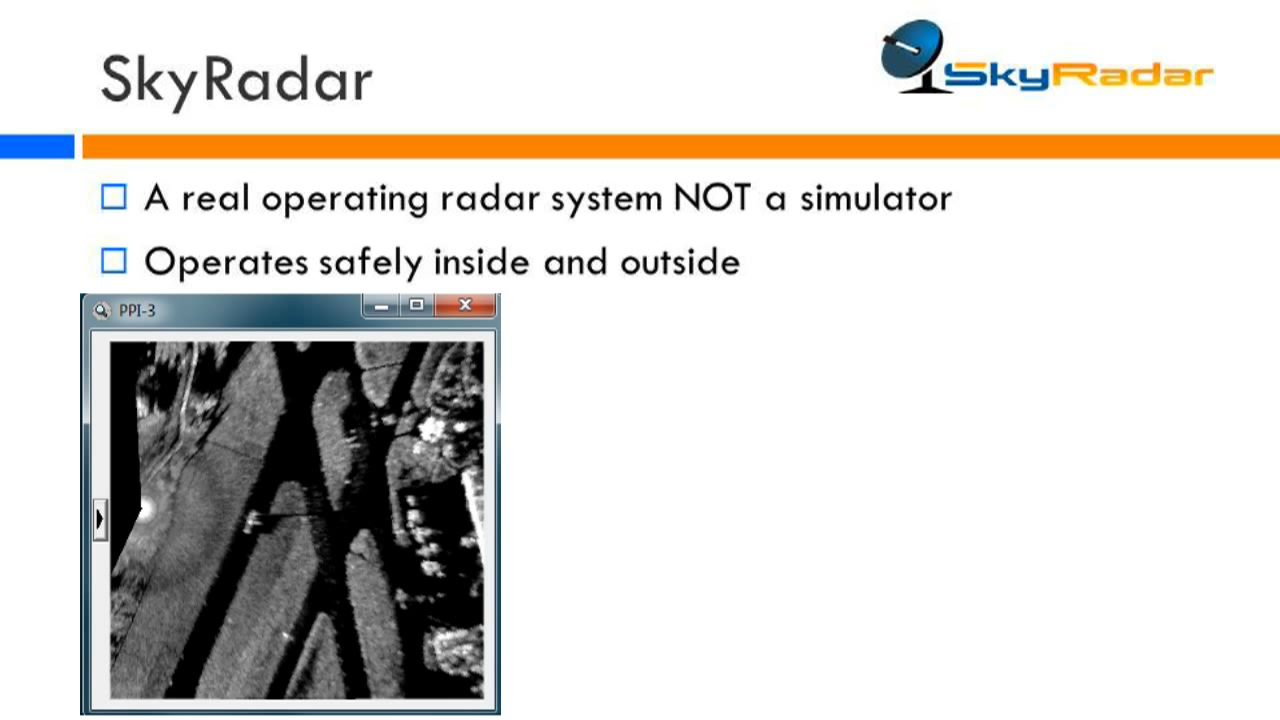 SkyRadar
SkyRadar
A real operating radar system NOT a simulator
Operates safely inside and outside
PPI-3